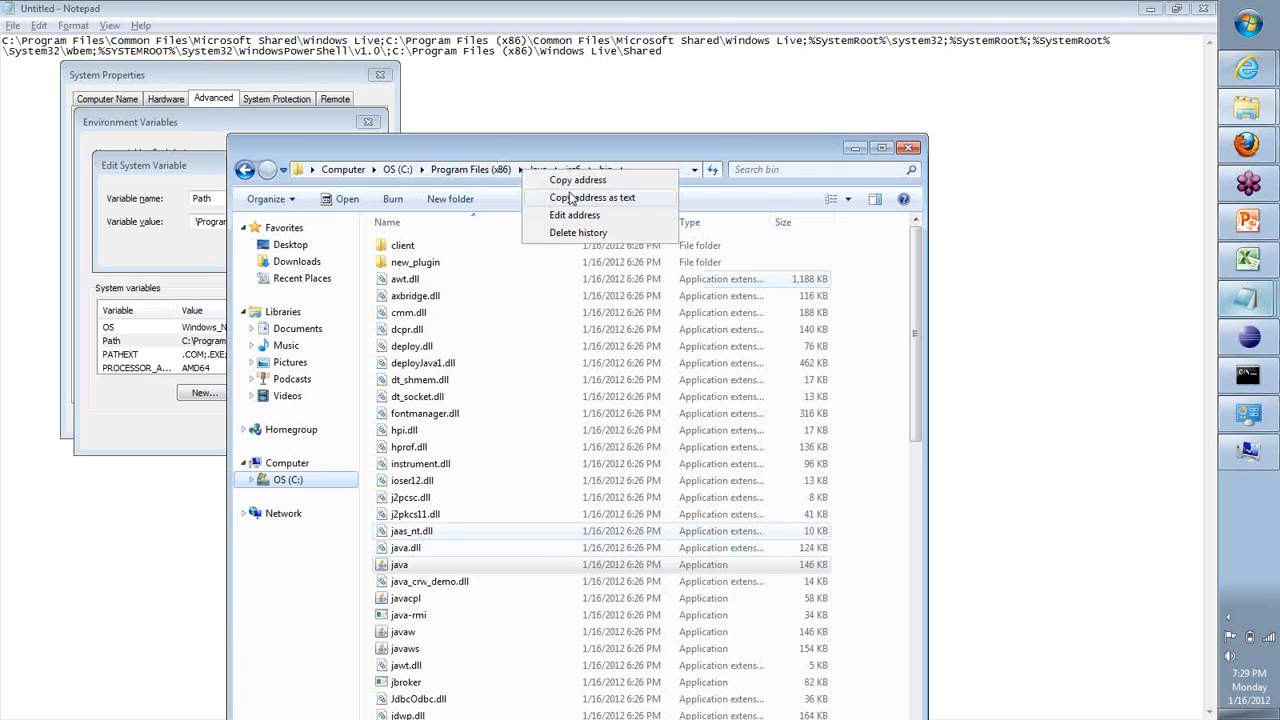 Untitled - Notepad
File Edit Format View Help
C:\Program Files\Common Files\Microsoft Shared\Windows Live;C:\Program Files (x86)\Common Files\Microsoft Shared\Windows Live;%SYSTEMROOT%\system32;%SYSTEMROOT%;%SYSTEMROOT%
\System32\Wbem;%SYSTEMROOT%\System32\WindowsPowerShell\v1.0\;C:\Program Files (x86)\Windows Live\Shared
System Properties
Computer Name Hardware Advanced System Protection Remote
Environment Variables
Edit System Variable
Variable name: Path
Variable value: \Program
System variables
Variable Value
OS Windows_N
Path C:\Program
PATHEXT .COM;.EXE;
PROCESSOR_A... AMD64
New...
Computer OS (C:) Program Files (x86)
Search bin
Copy address
Copy address as text
Edit address
Delete history
Organize Open Burn New folder
Favorites
Desktop
Downloads
Recent Places
Libraries
Documents
Music
Pictures
Podcasts
Videos
Homegroup
Computer
OS (C:)
Network
Name Type Size
client 1/16/2012 6:26 PM File folder
new_plugin 1/16/2012 6:26 PM File folder
awt.dll 1/16/2012 6:26 PM Application extens... 1,188 KB
axbridge.dll 1/16/2012 6:26 PM Application extens... 116 KB
cmm.dll 1/16/2012 6:26 PM Application extens... 188 KB
dcpr.dll 1/16/2012 6:26 PM Application extens... 140 KB
deploy.dll 1/16/2012 6:26 PM Application extens... 76 KB
deployJava1.dll 1/16/2012 6:26 PM Application extens... 462 KB
dt_shmem.dll 1/16/2012 6:26 PM Application extens... 17 KB
dt_socket.dll 1/16/2012 6:26 PM Application extens... 13 KB
fontmanager.dll 1/16/2012 6:26 PM Application extens... 316 KB
hpi.dll 1/16/2012 6:26 PM Application extens... 17 KB
hprof.dll 1/16/2012 6:26 PM Application extens... 136 KB
instrument.dll 1/16/2012 6:26 PM Application extens... 96 KB
ioser12.dll 1/16/2012 6:26 PM Application extens... 13 KB
j2pcsc.dll 1/16/2012 6:26 PM Application extens... 8 KB
j2pkcs11.dll 1/16/2012 6:26 PM Application extens... 41 KB
jaas_nt.dll 1/16/2012 6:26 PM Application extens... 10 KB
java.dll 1/16/2012 6:26 PM Application extens... 124 KB
java 1/16/2012 6:26 PM Application 146 KB
java_crw_demo.dll 1/16/2012 6:26 PM Application extens... 14 KB
javacpl 1/16/2012 6:26 PM Application 58 KB
java-rmi 1/16/2012 6:26 PM Application 34 KB
javaw 1/16/2012 6:26 PM Application 146 KB
javaws 1/16/2012 6:26 PM Application 154 KB
jawt.dll 1/16/2012 6:26 PM Application extens... 5 KB
jbroker 1/16/2012 6:26 PM Application 82 KB
JdbcOdbc.dll 1/16/2012 6:26 PM Application extens... 36 KB
jdwp.dll 1/16/2012 6:26 PM Application extens... 164 KB
7:29 PM
Monday
1/16/2012